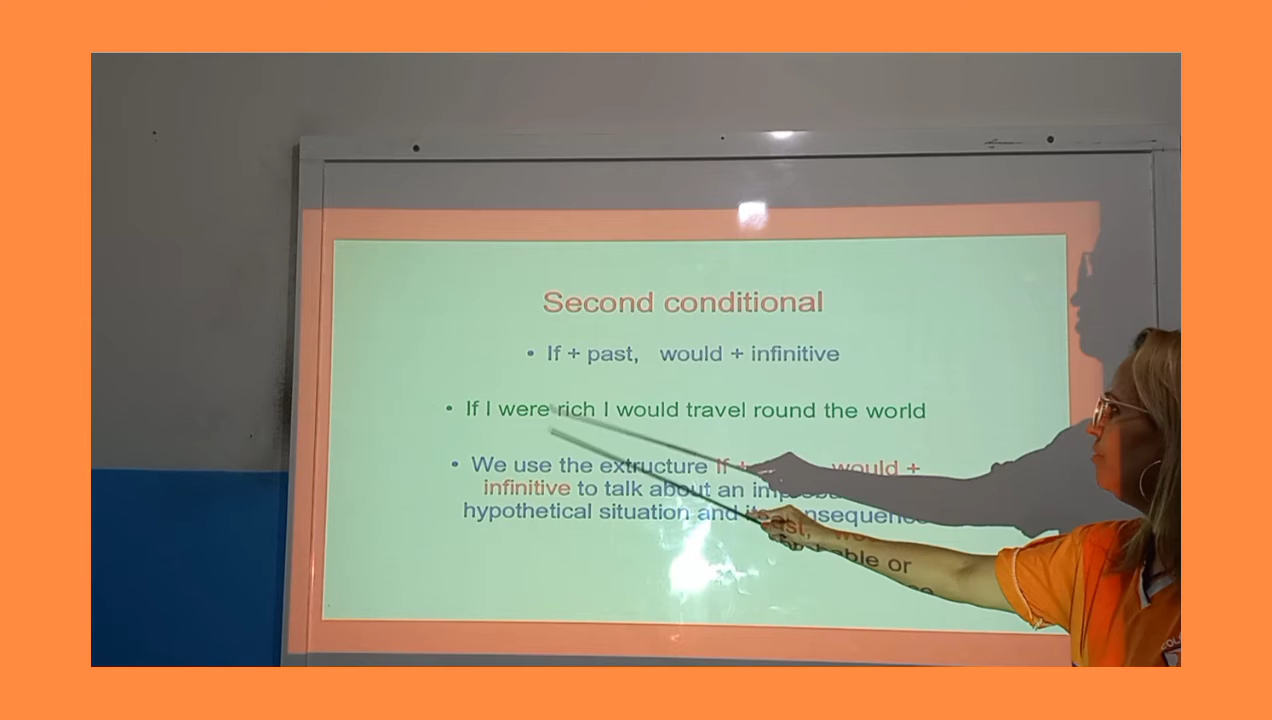 Second conditional
• If + past, would + infinitive
• If I were rich I would travel round the world
• We use the extructure If + would +
infinitive to talk about an
hypothetical situation and
or